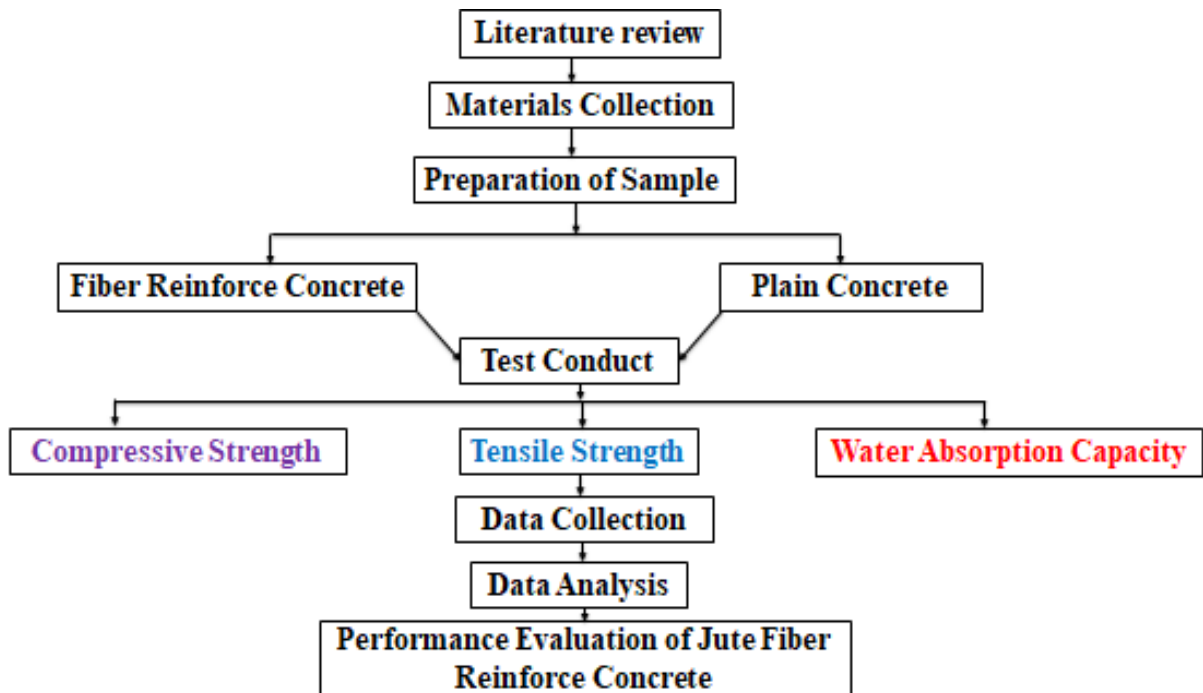 Literature review
Materials Collection
Preparation of Sample
Fiber Reinforce Concrete
Plain Concrete
Test Conduct
Compressive Strength
Tensile Strength
Water Absorption Capacity
Data Collection
Data Analysis
Performance Evaluation of Jute Fiber
Reinforce Concrete